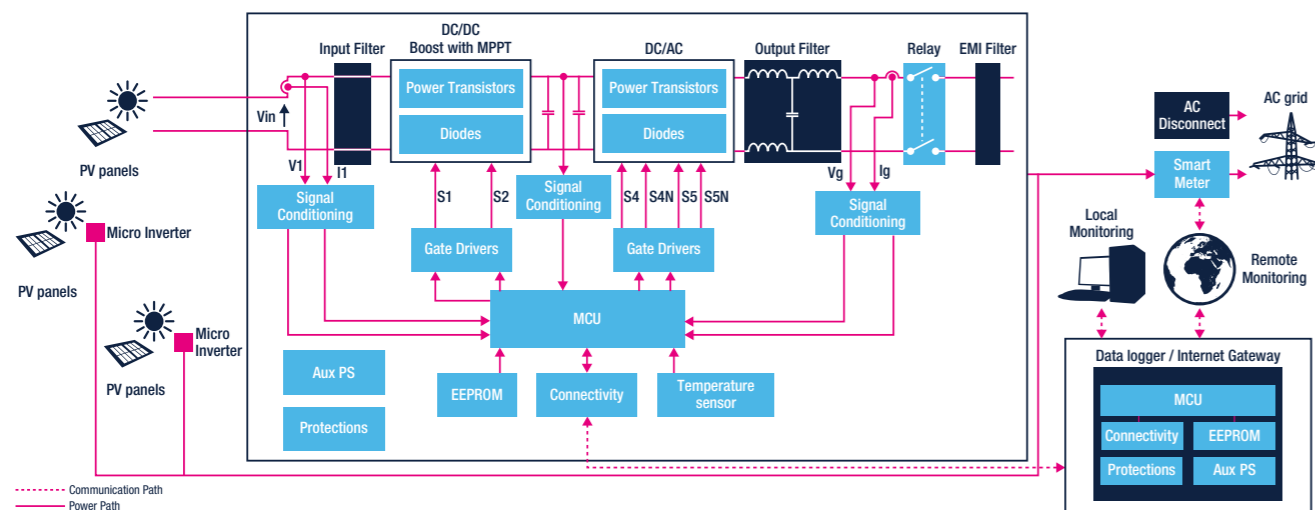 DC/DC
Boost with MPPT
Input Filter
DC/AC
Output Filter
Relay
EMI Filter
Power Transistors
Diodes
Power Transistors
Diodes
Vin
PV panels
V1
I1
S1
S2
S4
S4N
S5
S5N
Vg
Ig
Signal
Conditioning
Signal
Conditioning
Signal
Conditioning
Gate Drivers
Gate Drivers
MCU
Aux PS
Protections
EEPROM
Connectivity
Temperature
sensor
Micro Inverter
PV panels
Micro
Inverter
PV panels
AC
Disconnect
AC grid
Smart
Meter
Local
Monitoring
Remote
Monitoring
Data logger / Internet Gateway
MCU
Connectivity
EEPROM
Protections
Aux PS
Communication Path
Power Path